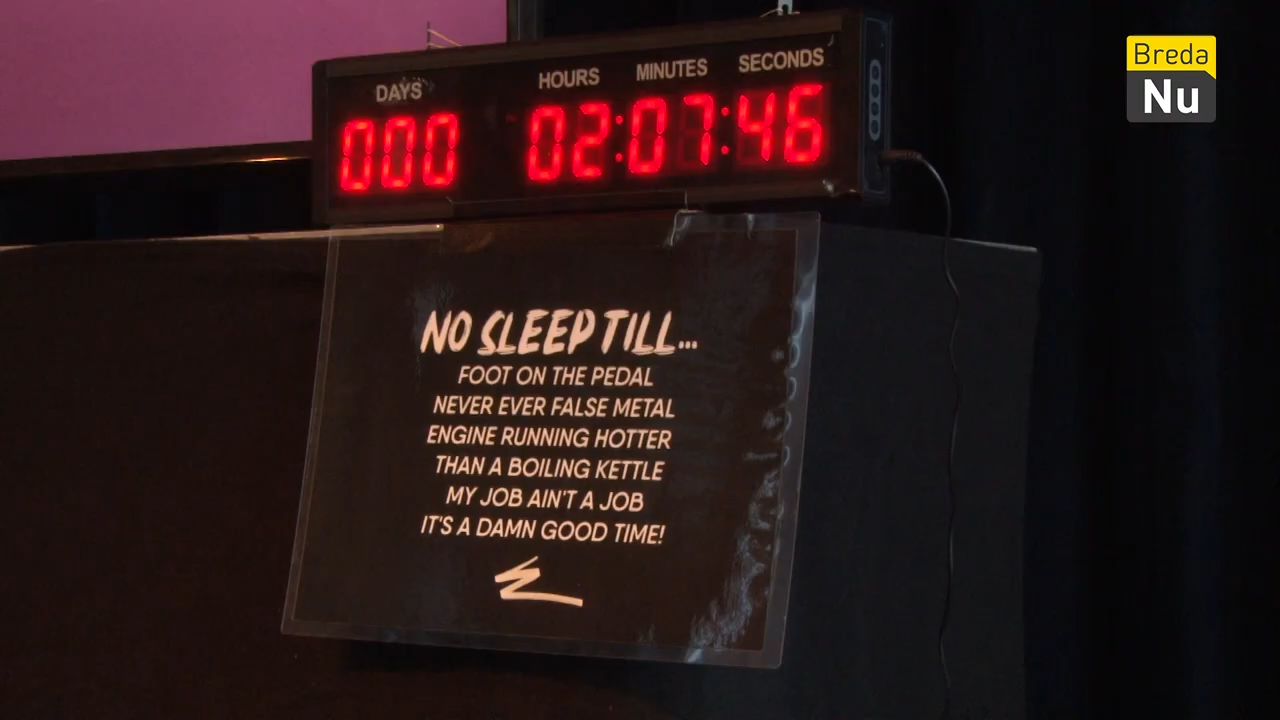 Breda
Nu
DAYS HOURS MINUTES SECONDS
000 02:07:46
NO SLEEP TILL...
FOOT ON THE PEDAL
NEVER EVER FALSE METAL
ENGINE RUNNING HOTTER
THAN A BOILING KETTLE
MY JOB AIN'T A JOB
IT'S A DAMN GOOD TIME!